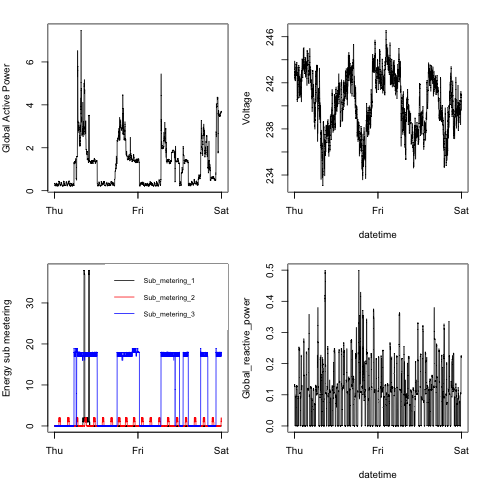 Global Active Power
0 2 4 6
Thu Fri Sat
Voltage
234 238 242 246
Thu Fri Sat
datetime
Energy sub meetering
0 10 20 30
Sub_metering_1
Sub_metering_2
Sub_metering_3
Thu Fri Sat
Global_reactive_power
0.0 0.1 0.2 0.3 0.4 0.5
Thu Fri Sat
datetime